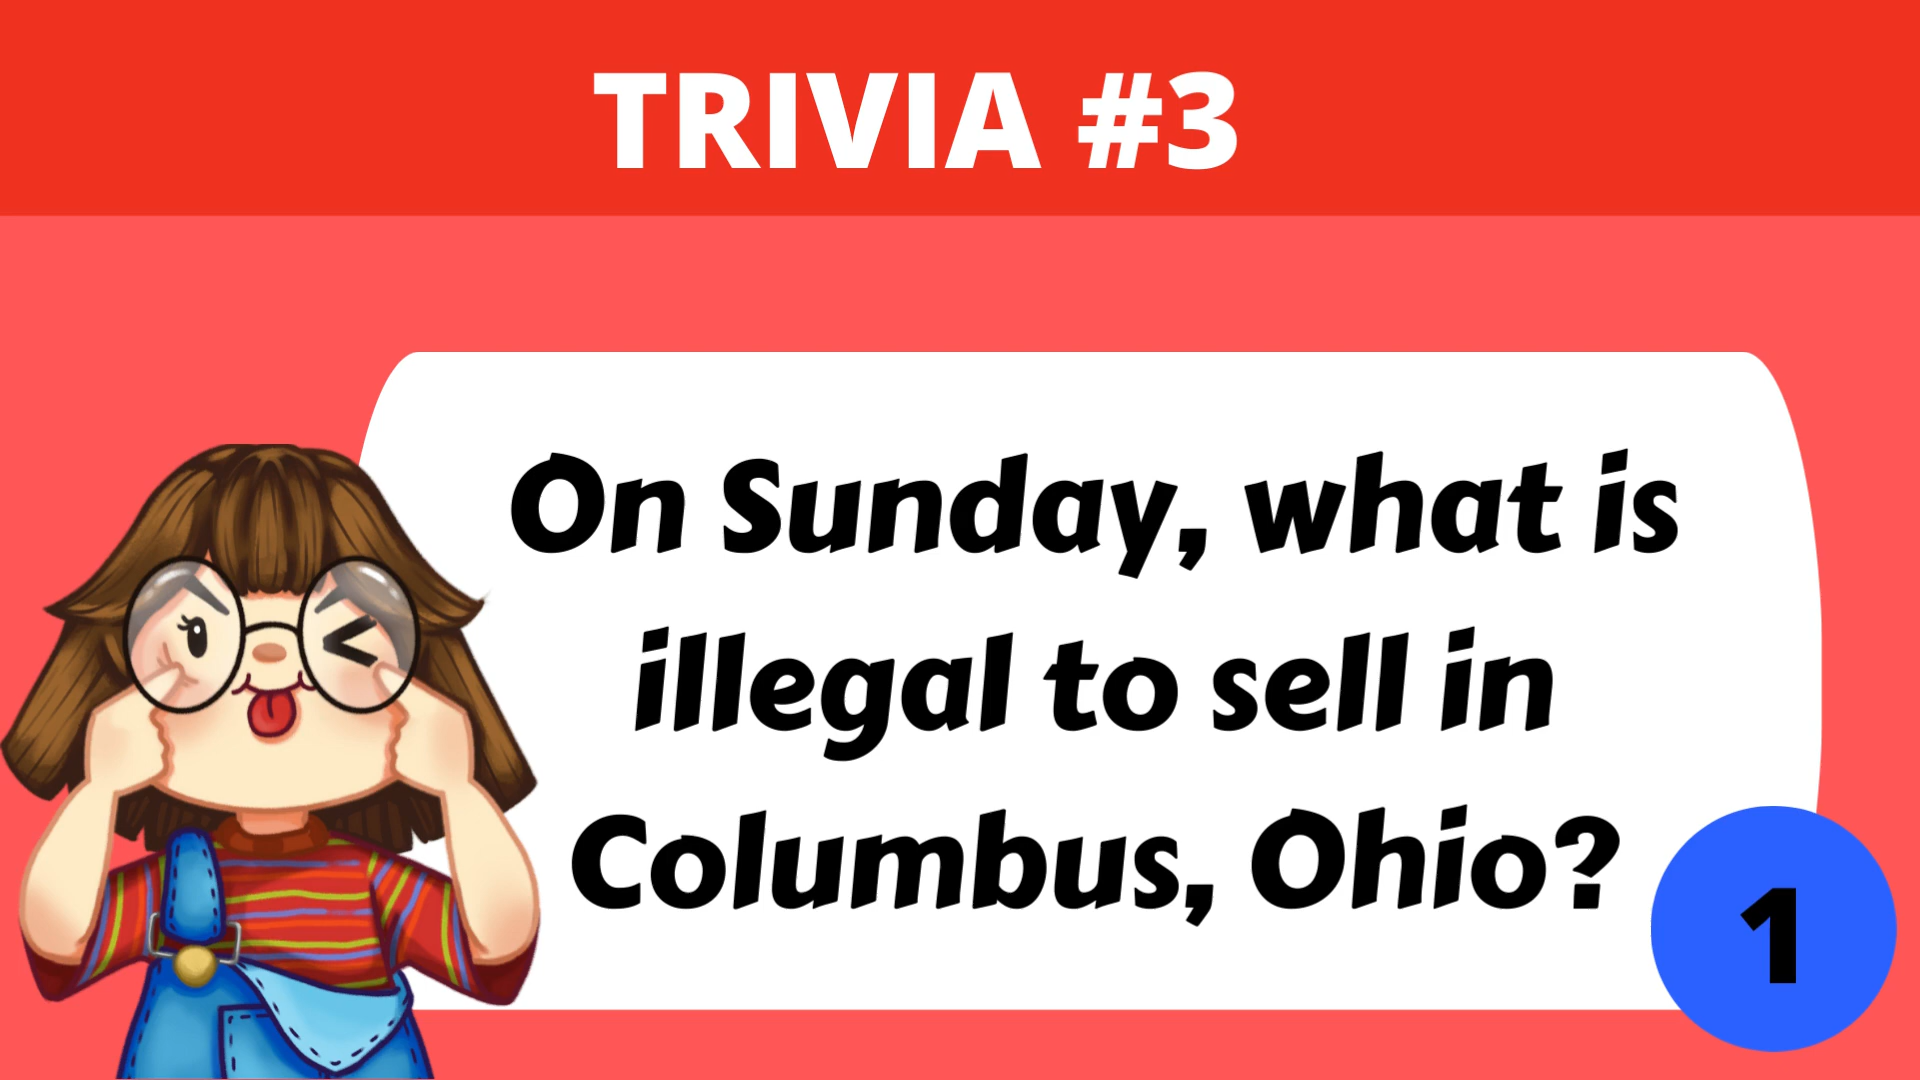 TRIVIA #3
On Sunday, what is
illegal to sell in
Columbus, Ohio?
1